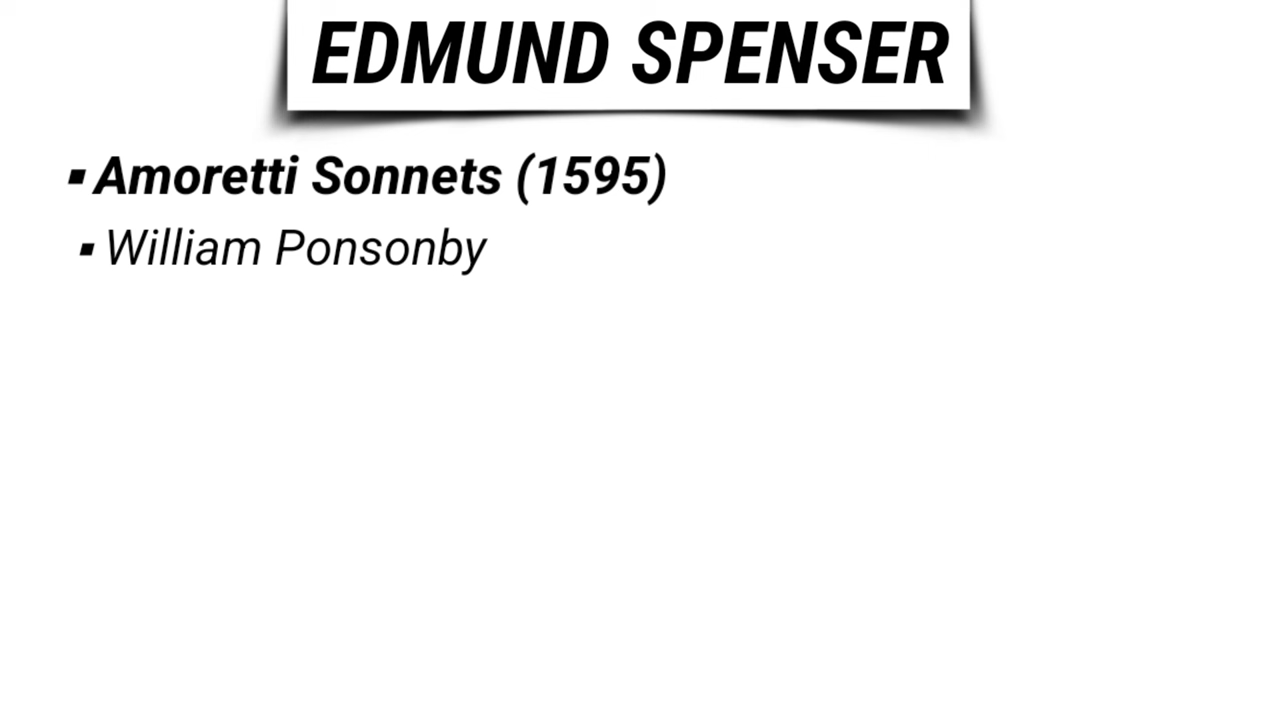 EDMUND SPENSER
▪ Amoretti Sonnets (1595)
▪ William Ponsonby